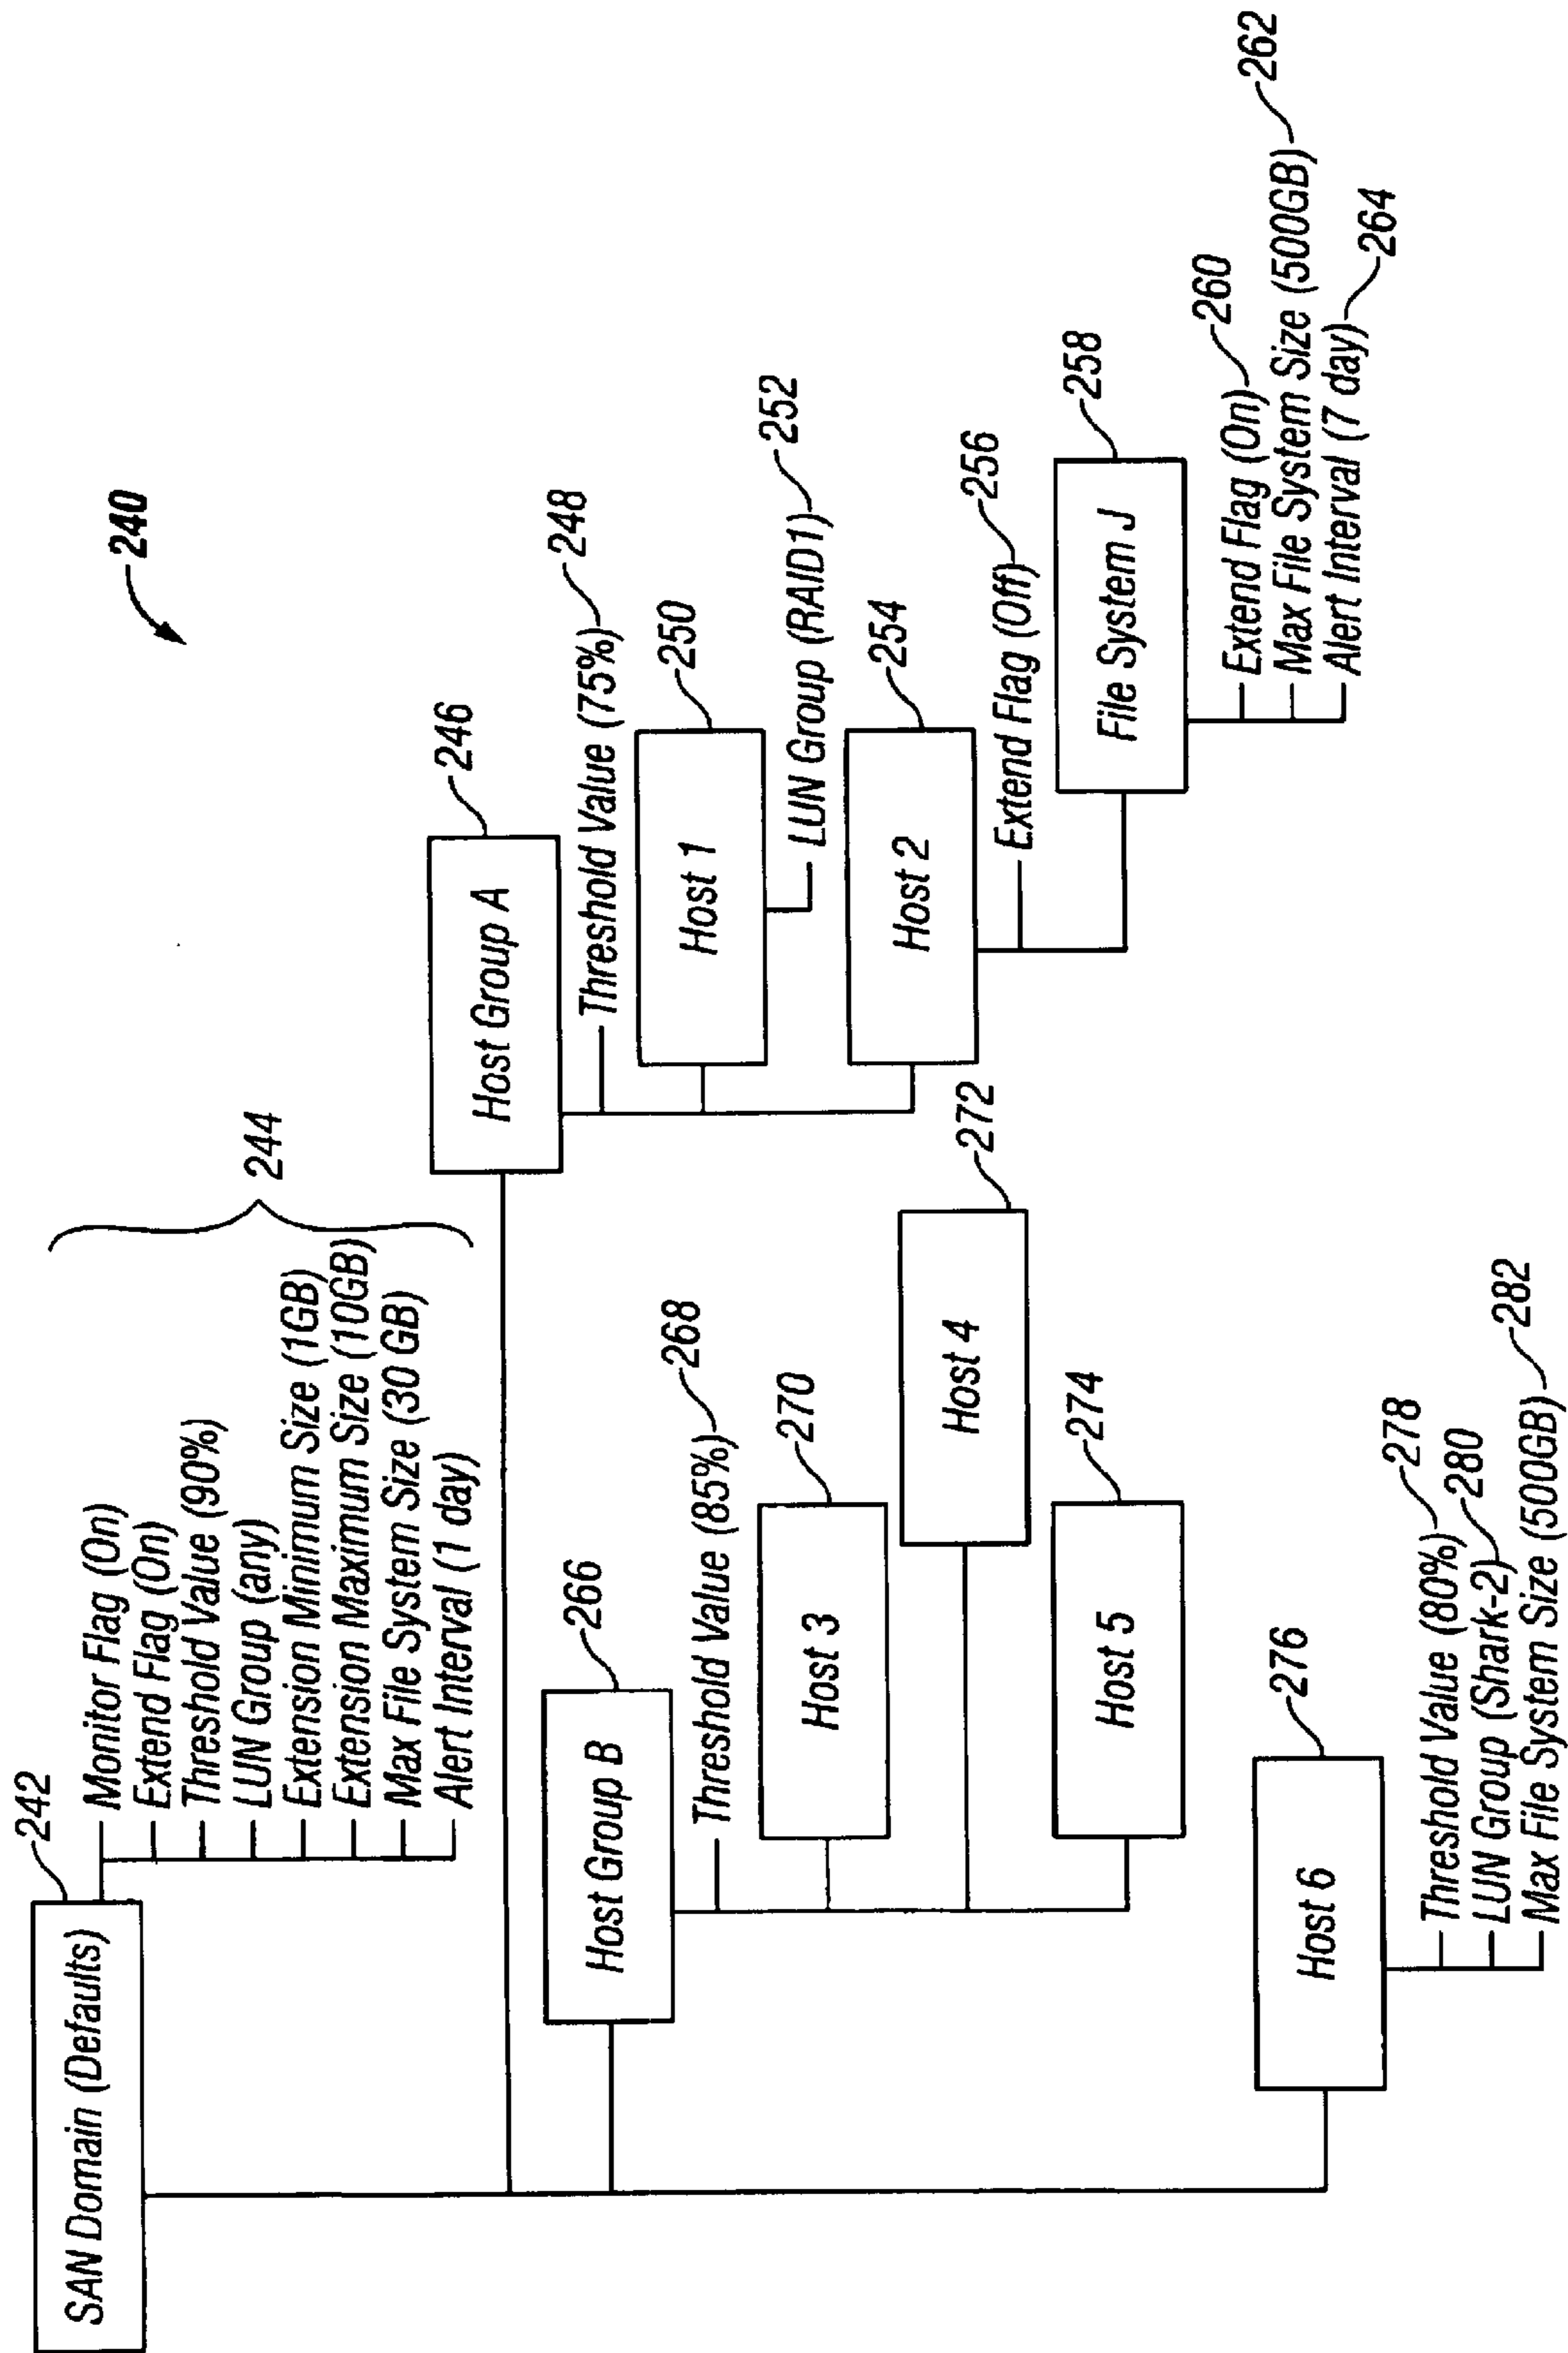 240
242
SAN Domain (Defaults)
Monitor Flag (On)
Extend Flag (On)
Threshold Value (90%)
LUN Group (any)
Extension Minimum Size (1GB)
Extension Maximum Size (10GB)
Max File System Size (30 GB)
Alert Interval (1 day)
244
246
Host Group A
Threshold Value (75%) 248
250
Host 1
LUN Group (RAID1) 252
254
Host 2
Extend Flag (Off) 256
258
File System J
Extend Flag (On) 260
Max File System Size (500GB) 262
Alert Interval (7 day) 264
266
Host Group B
Threshold Value (85%) 268
270
Host 3
272
Host 4
274
Host 5
276
Host 6
Threshold Value (80%) 278
LUN Group (Shark-2) 280
Max File System Size (500GB) 282